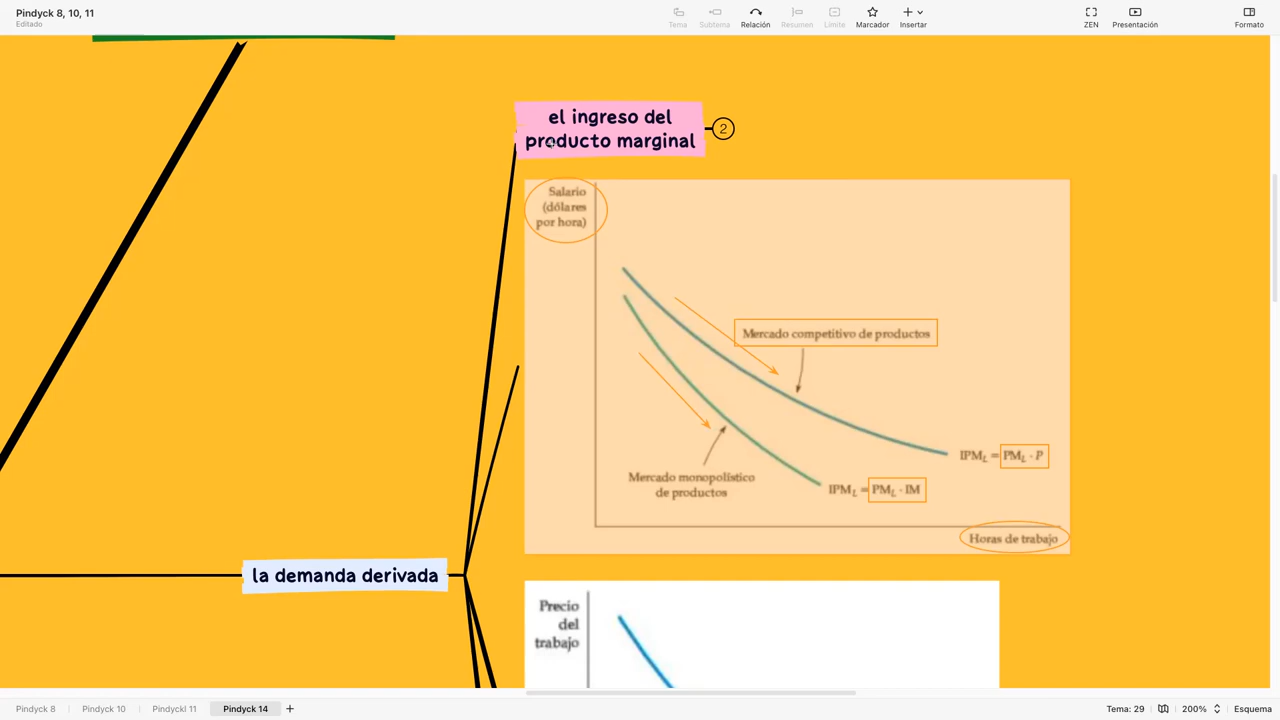 Pindyck 8, 10, 11
Editado
Tema
Subtema
Relación
Resumen
Límite
Marcador
Insertar
ZEN
Presentación
Formato
el ingreso del
producto marginal
2
Salario
(dólares
por hora)
Mercado competitivo de productos
IPM_L = PM_L · P
Mercado monopolístico
de productos
IPM_L = PM_L · IM
Horas de trabajo
la demanda derivada
Precio
del
trabajo
Pindyck 8
Pindyck 10
Pindyckl 11
Pindyck 14
Tema: 29
200%
Esquema